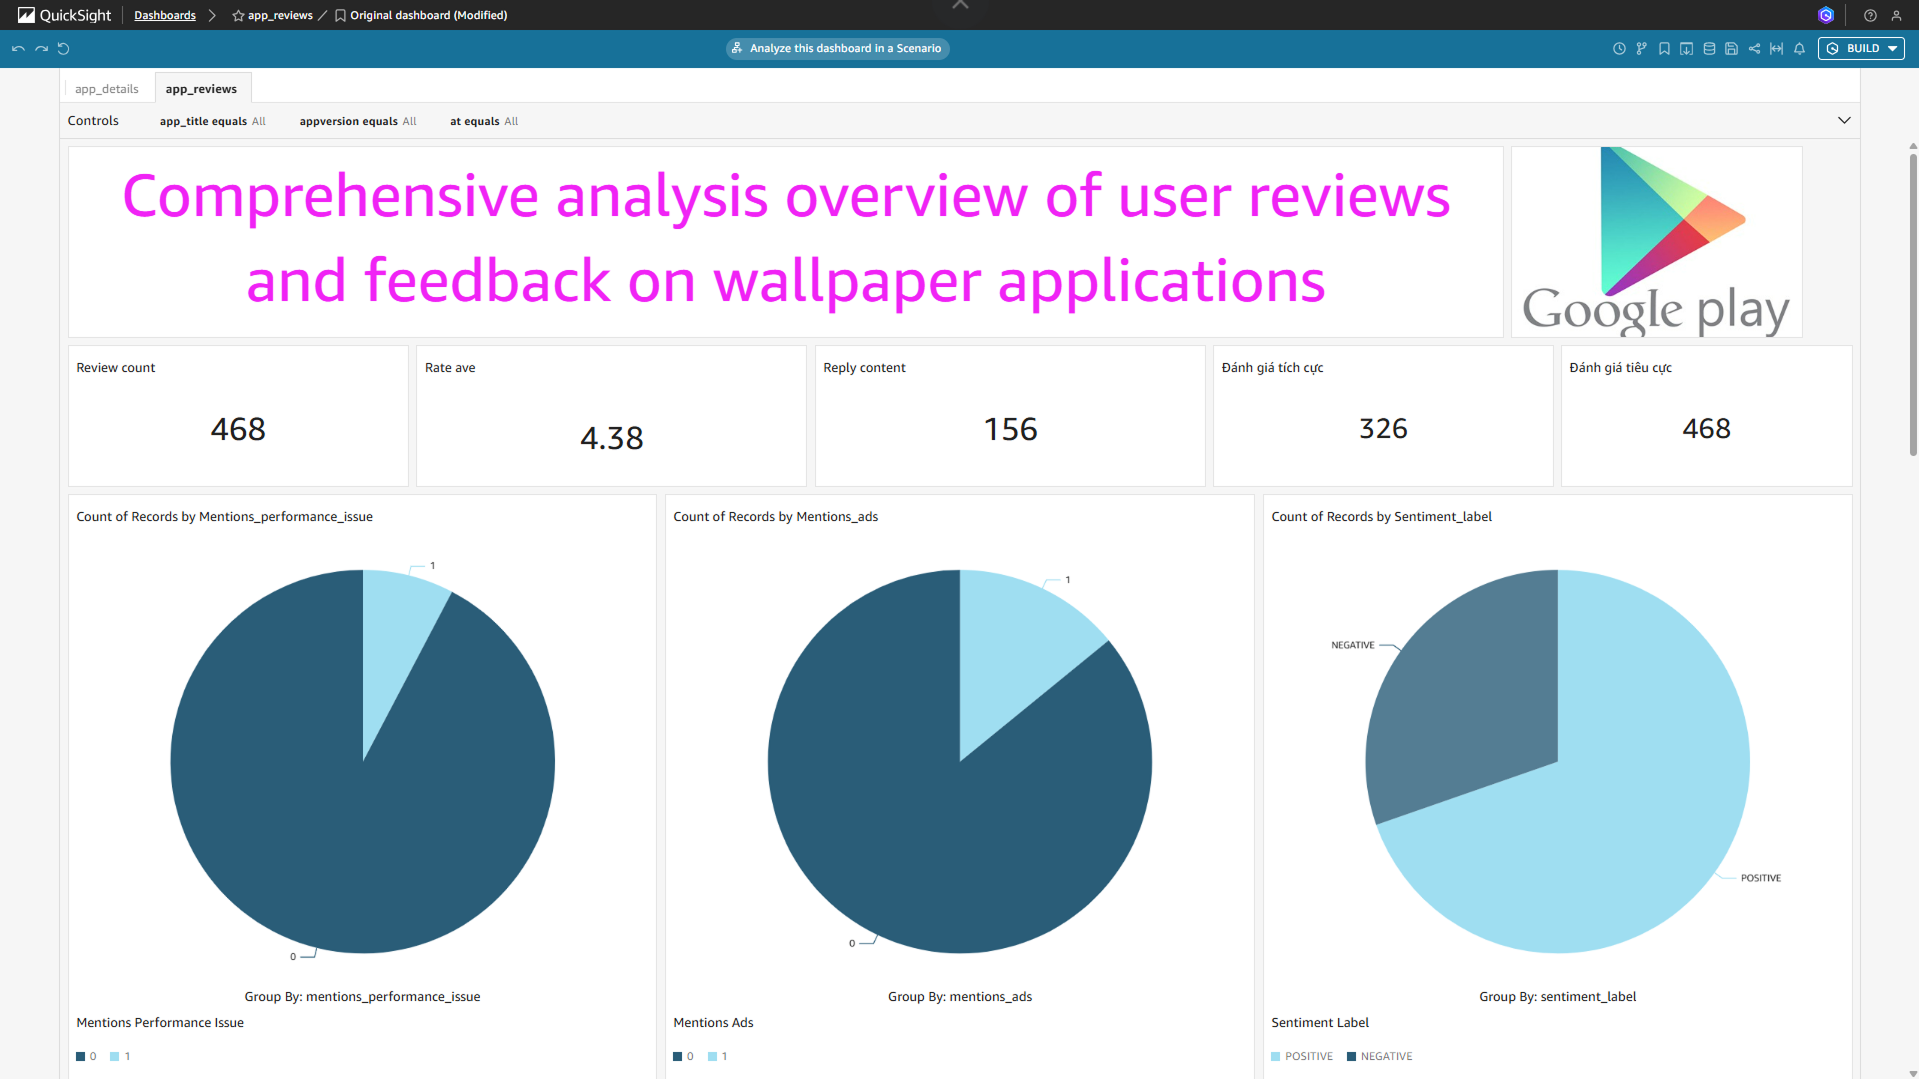 QuickSight
Dashboards
app_reviews
Original dashboard (Modified)
Analyze this dashboard in a Scenario
BUILD
app_details
app_reviews
Controls
app_title equals All
appversion equals All
at equals All
Comprehensive analysis overview of user reviews
and feedback on wallpaper applications
Google play
Review count
468
Rate ave
4.38
Reply content
156
Đánh giá tích cực
326
Đánh giá tiêu cực
468
Count of Records by Mentions_performance_issue
1
0
Group By: mentions_performance_issue
Mentions Performance Issue
0 1
Count of Records by Mentions_ads
1
0
Group By: mentions_ads
Mentions Ads
0 1
Count of Records by Sentiment_label
NEGATIVE
POSITIVE
Group By: sentiment_label
Sentiment Label
POSITIVE NEGATIVE